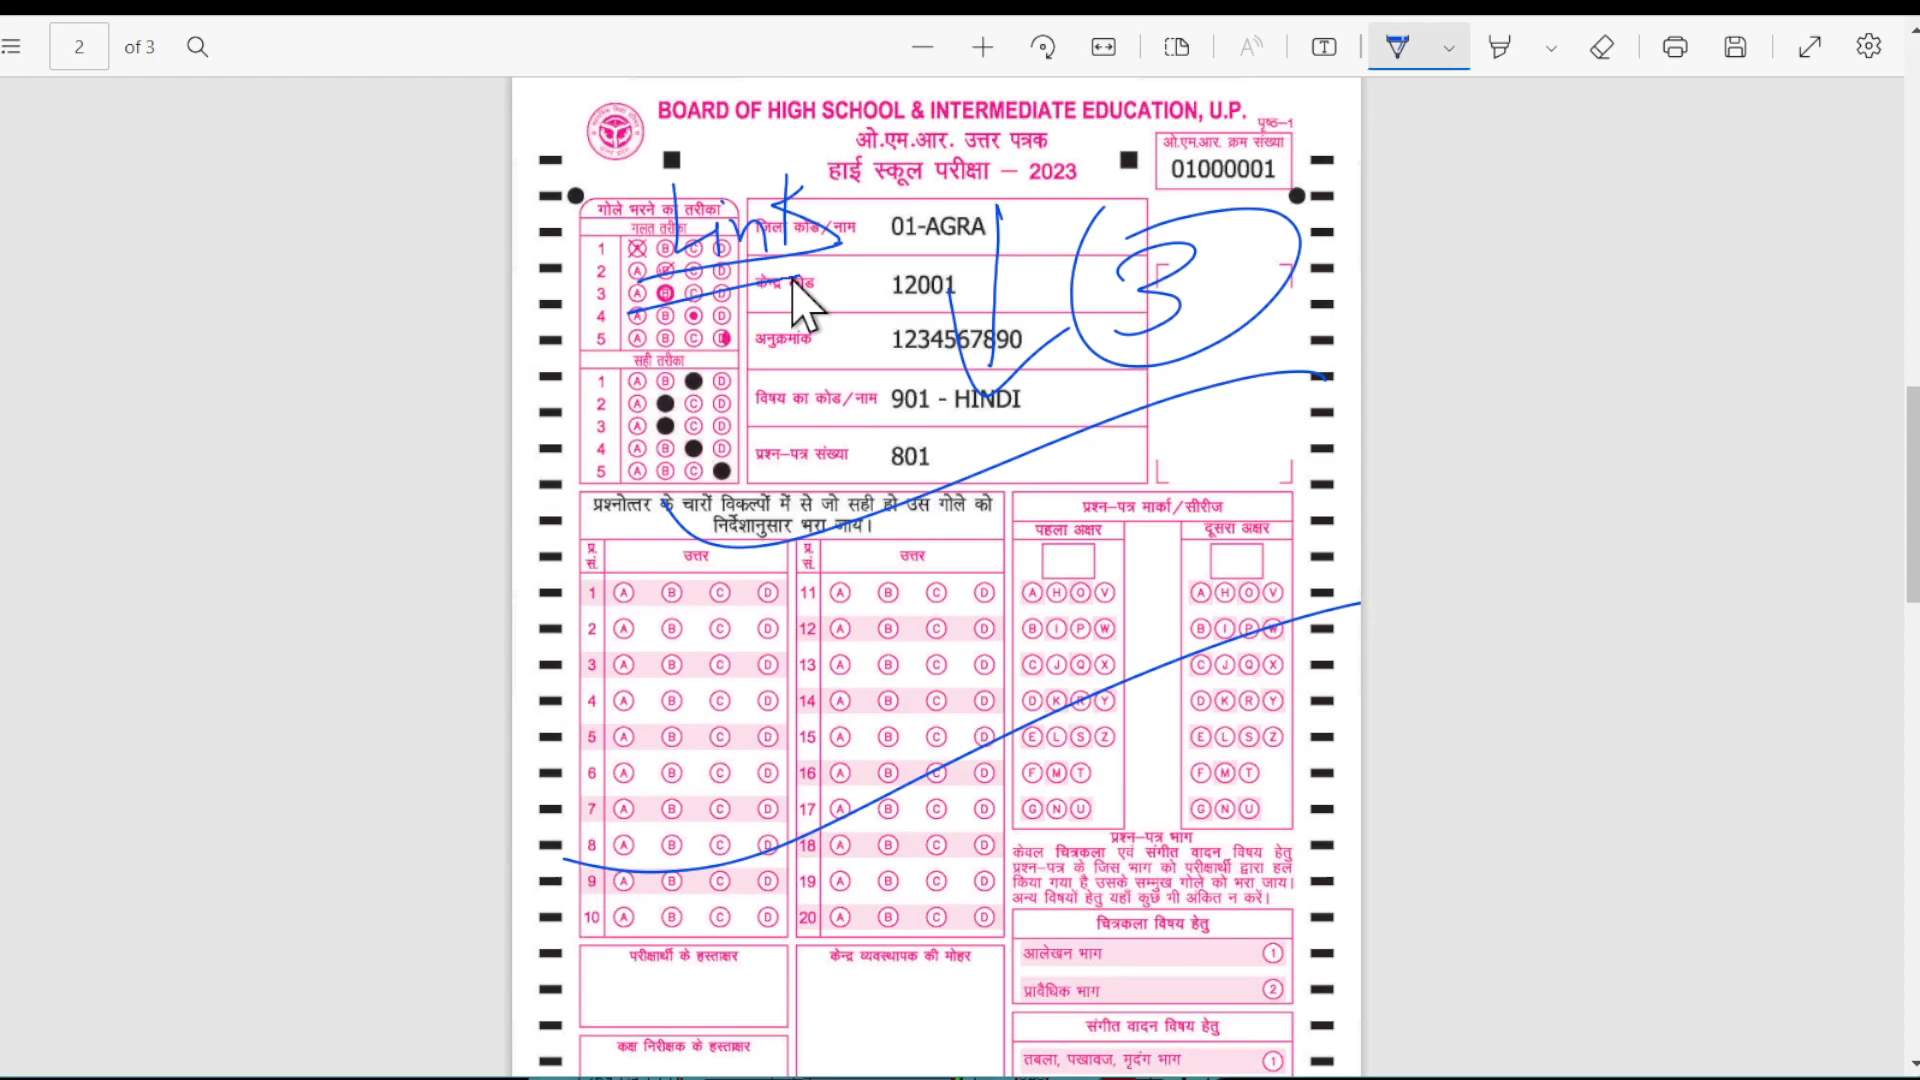 2 of 3
BOARD OF HIGH SCHOOL & INTERMEDIATE EDUCATION, U.P.
पृष्ठ–1
ओ.एम.आर. उत्तर पत्रक
हाई स्कूल परीक्षा – 2023
ओ.एम.आर. क्रम संख्या
01000001
गोले भरने का तरीका
गलत तरीका
1 B C D
2 A B C D
3 A B C D
4 A B C D
5 A B C D
सही तरीका
1 A B D
2 A C D
3 A C D
4 A B D
5 A B C
Link
जिला कोड/नाम 01-AGRA
केन्द्र कोड 12001
अनुक्रमांक 1234567890
विषय का कोड/नाम 901 - HINDI
प्रश्न–पत्र संख्या 801
3
प्रश्नोत्तर के चारों विकल्पों में से जो सही हो उस गोले को
निर्देशानुसार भरा जाय।
प्र. सं. उत्तर प्र. सं. उत्तर
1 A B C D 11 A B C D
2 A B C D 12 A B C D
3 A B C D 13 A B C D
4 A B C D 14 A B C D
5 A B C D 15 A B C D
6 A B C D 16 A B C D
7 A B C D 17 A B C D
8 A B C D 18 A B C D
9 A B C D 19 A B C D
10 A B C D 20 A B C D
प्रश्न–पत्र मार्का/सीरीज
पहला अक्षर दूसरा अक्षर
A H O V A H O V
B I P W B I P W
C J Q X C J Q X
D K R Y D K R Y
E L S Z E L S Z
F M T F M T
G N U G N U
प्रश्न–पत्र भाग
केवल चित्रकला एवं संगीत वादन विषय हेतु
प्रश्न–पत्र के जिस भाग को परीक्षार्थी द्वारा हल
किया गया है उसके सम्मुख गोले को भरा जाय।
अन्य विषयों हेतु यहाँ कुछ भी अंकित न करें।
चित्रकला विषय हेतु
आलेखन भाग 1
प्राविधिक भाग 2
संगीत वादन विषय हेतु
तबला, पखावज, मृदंग भाग 1
परीक्षार्थी के हस्ताक्षर
केन्द्र व्यवस्थापक की मोहर
कक्ष निरीक्षक के हस्ताक्षर